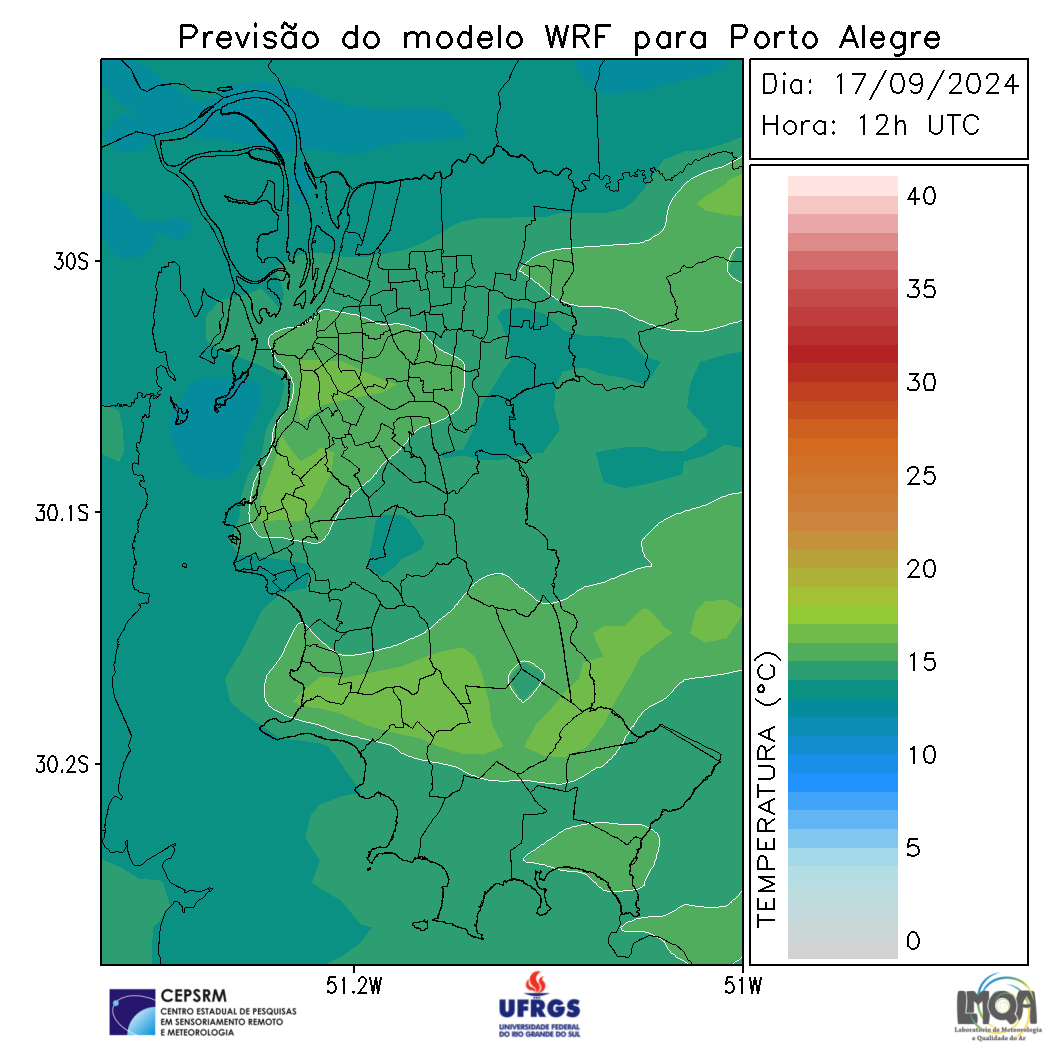 Previsão do modelo WRF para Porto Alegre
Dia: 17/09/2024
Hora: 12h UTC
30S
30.1S
30.2S
51.2W
51W
TEMPERATURA (°C)
40
35
30
25
20
15
10
5
0
CEPSRM
CENTRO ESTADUAL DE PESQUISAS
EM SENSORIAMENTO REMOTO
E METEOROLOGIA
UFRGS
UNIVERSIDADE FEDERAL
DO RIO GRANDE DO SUL
LMQA
Laboratório de Meteorologia
e Qualidade do Ar